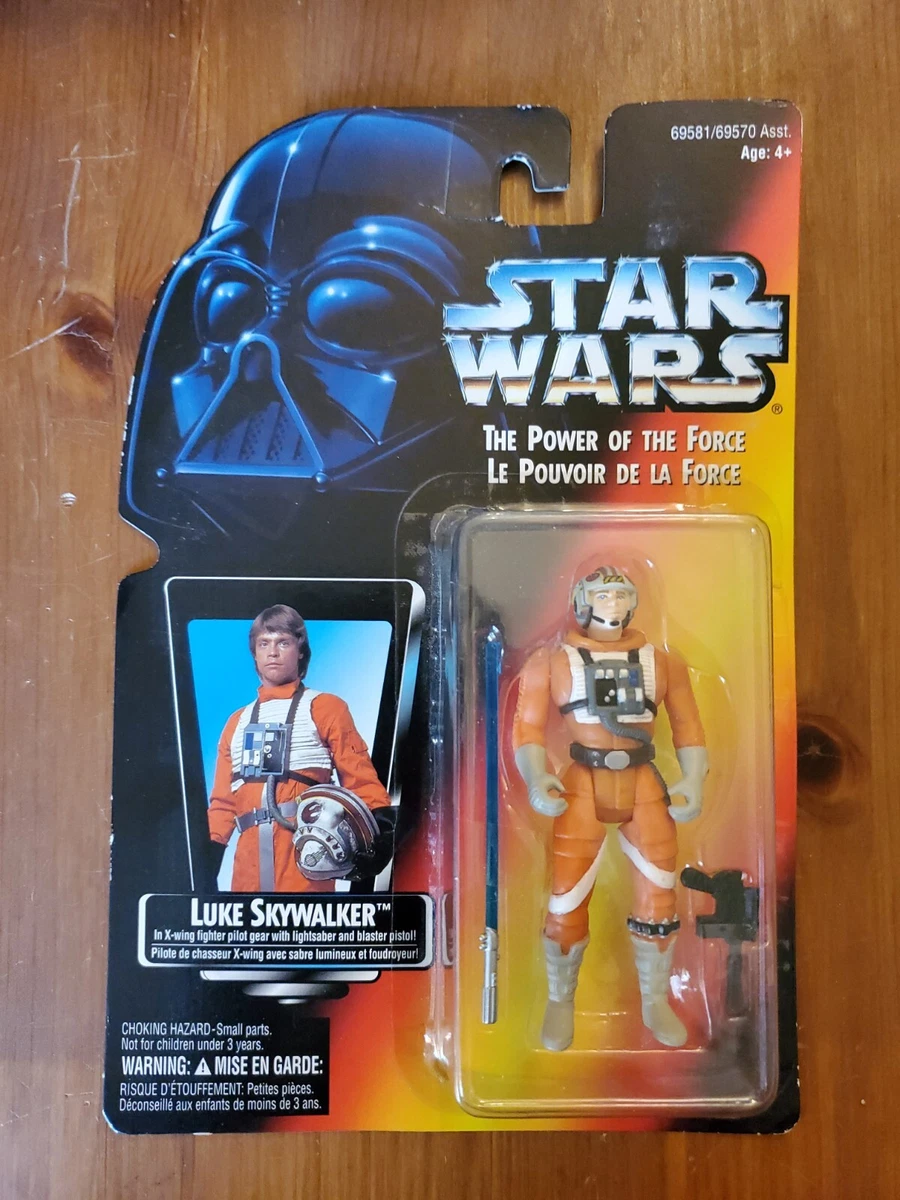 69581/69570 Asst.
Age: 4+
STAR
WARS®
THE POWER OF THE FORCE
LE POUVOIR DE LA FORCE
LUKE SKYWALKER™
In X-wing fighter pilot gear with lightsaber and blaster pistol!
Pilote de chasseur X-wing avec sabre lumineux et foudroyeur!
CHOKING HAZARD-Small parts.
Not for children under 3 years.
WARNING: ⚠ MISE EN GARDE:
RISQUE D'ÉTOUFFEMENT: Petites pièces.
Déconseillé aux enfants de moins de 3 ans.